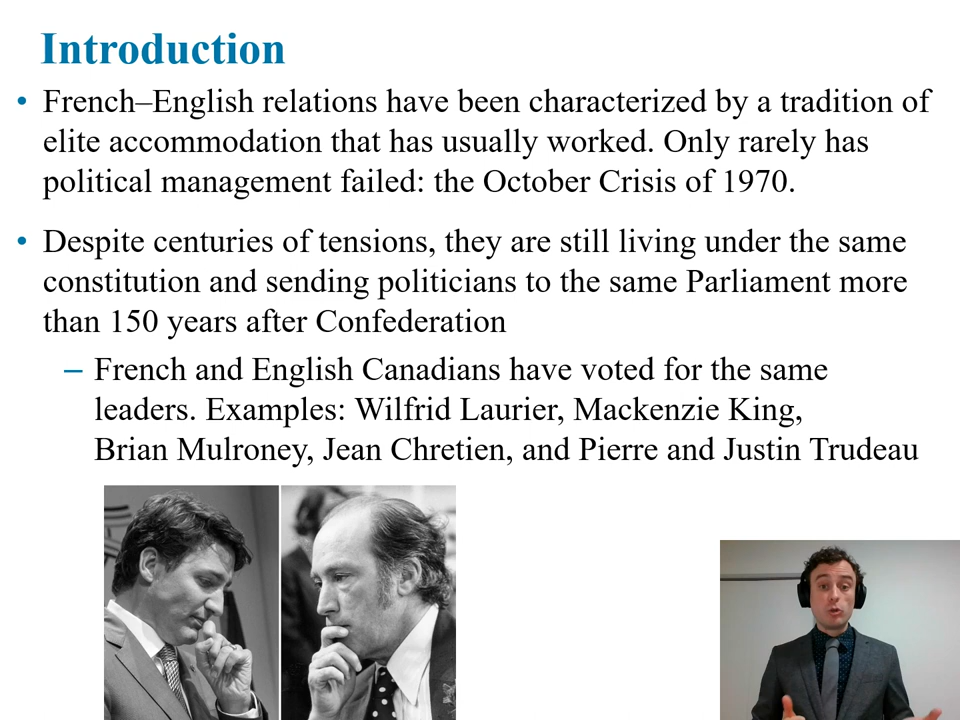 Introduction
• French–English relations have been characterized by a tradition of
elite accommodation that has usually worked. Only rarely has
political management failed: the October Crisis of 1970.
• Despite centuries of tensions, they are still living under the same
constitution and sending politicians to the same Parliament more
than 150 years after Confederation
– French and English Canadians have voted for the same
leaders. Examples: Wilfrid Laurier, Mackenzie King,
Brian Mulroney, Jean Chretien, and Pierre and Justin Trudeau